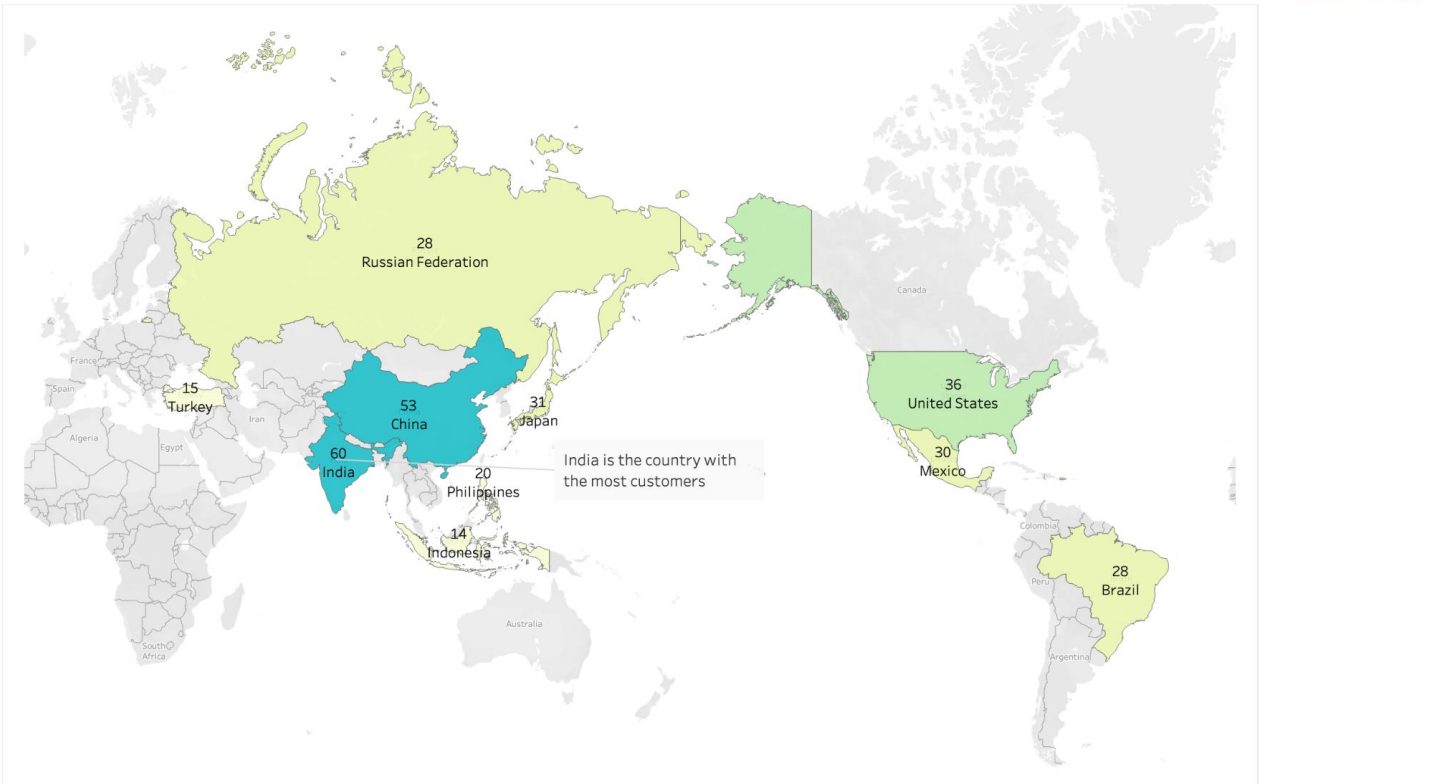 28
Russian Federation
Canada
France
Spain
15
Turkey
53
China
31
Japan
36
United States
Iran
Algeria
Egypt
60
India
India is the country with
the most customers
30
Mexico
20
Philippines
14
Indonesia
Colombia
28
Brazil
Peru
Australia
South
Africa
Argentina